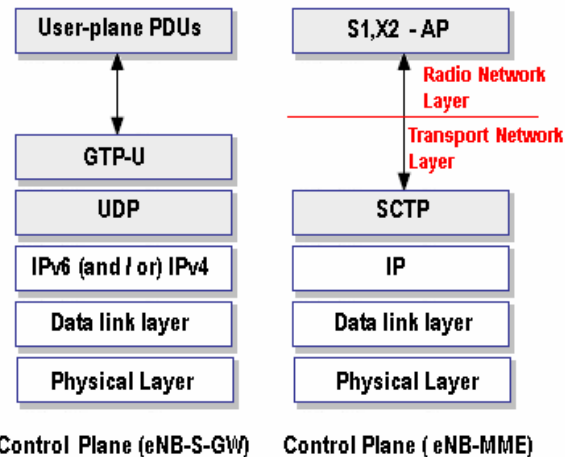 User-plane PDUs
GTP-U
UDP
IPv6 (and / or) IPv4
Data link layer
Physical Layer
Control Plane (eNB-S-GW)
S1,X2 - AP
Radio Network
Layer
Transport Network
Layer
SCTP
IP
Data link layer
Physical Layer
Control Plane ( eNB-MME)